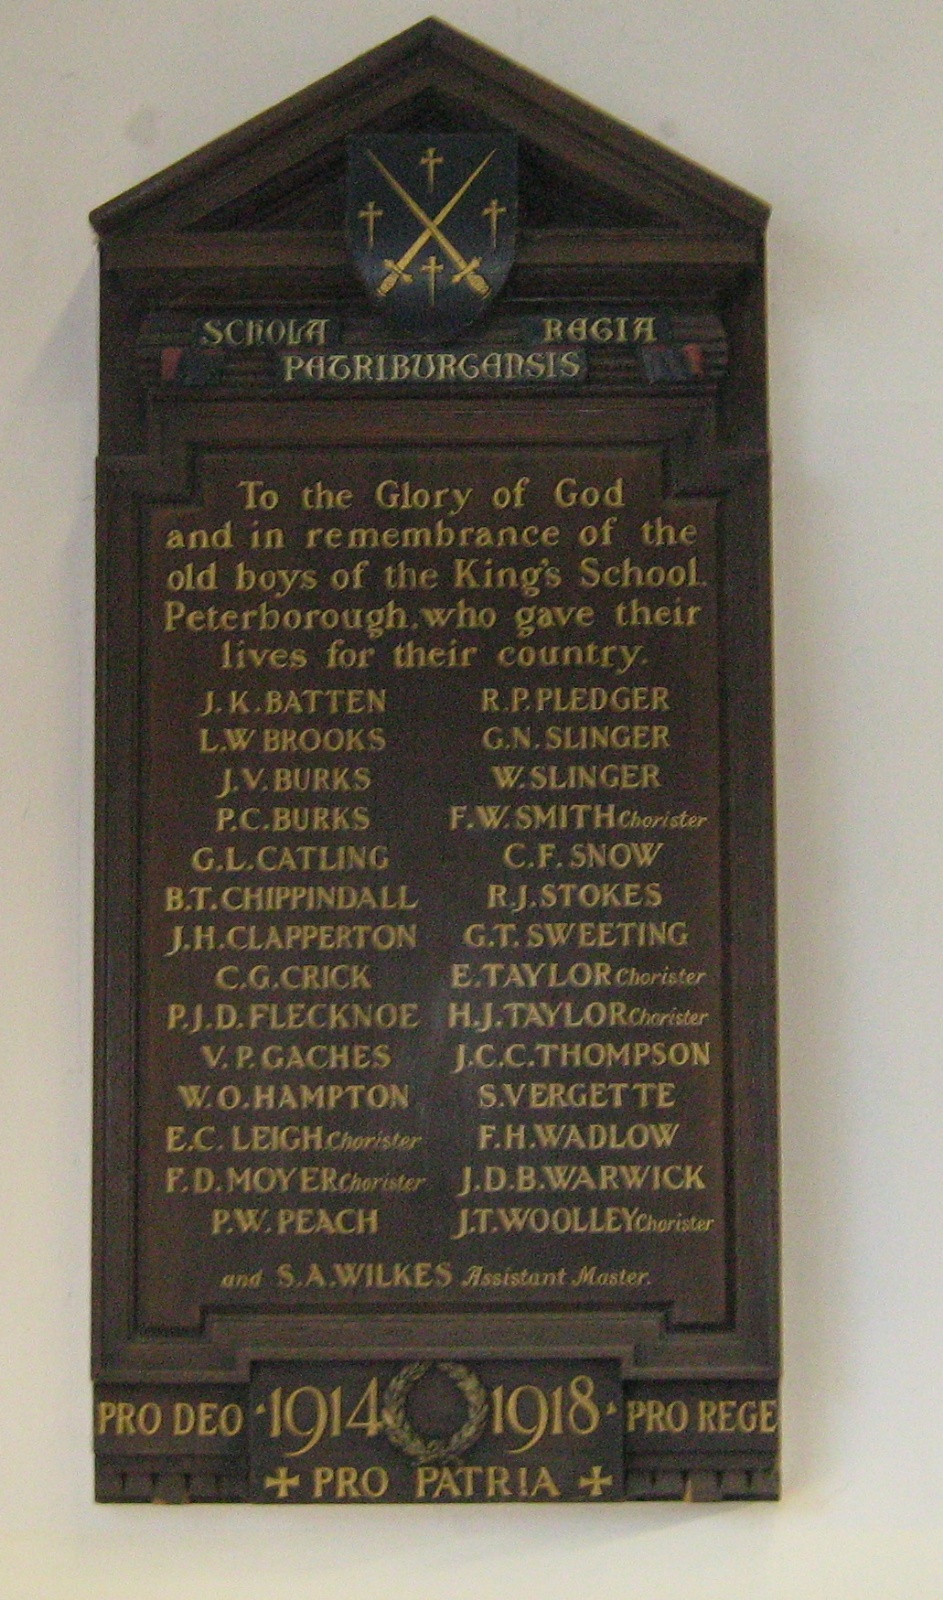 SCHOLA REGIA
PETRIBURGENSIS
To the Glory of God
and in remembrance of the
old boys of the King's School.
Peterborough. who gave their
lives for their country.
J.K.BATTEN
L.W BROOKS
J.V.BURKS
P.C.BURKS
G.L.CATLING
B.T.CHIPPINDALL
J.H.CLAPPERTON
C.G.CRICK
P.J.D.FLECKNOE
V.P.GACHES
W.O.HAMPTON
E.C. LEIGH Chorister
F.D.MOYER Chorister
P.W.PEACH
R.P.PLEDGER
G.N.SLINGER
W.SLINGER
F.W.SMITH Chorister
C.F.SNOW
R.J.STOKES
G.T.SWEETING
E.TAYLOR Chorister
H.J.TAYLOR Chorister
J.C.C.THOMPSON
S.VERGETTE
F.H.WADLOW
J.D.B.WARWICK
J.T.WOOLLEY Chorister
and S.A.WILKES Assistant Master.
PRO DEO ·1914 1918· PRO REGE
✠ PRO PATRIA ✠